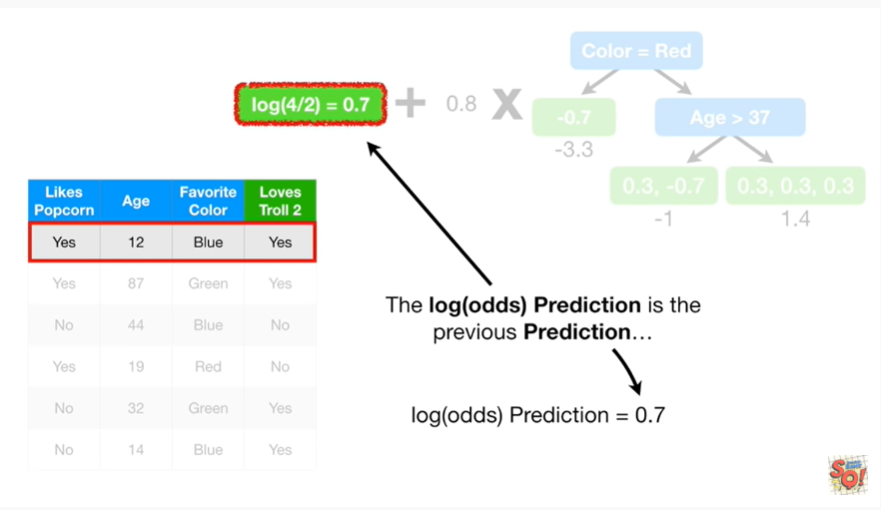 Color = Red
log(4/2) = 0.7 + 0.8 X
-0.7
Age > 37
-3.3
0.3, -0.7
0.3, 0.3, 0.3
-1
1.4
Likes Popcorn Age Favorite Color Loves Troll 2
Yes 12 Blue Yes
Yes 87 Green Yes
No 44 Blue No
Yes 19 Red No
No 32 Green Yes
No 14 Blue Yes
The log(odds) Prediction is the
previous Prediction...
log(odds) Prediction = 0.7
SQ!